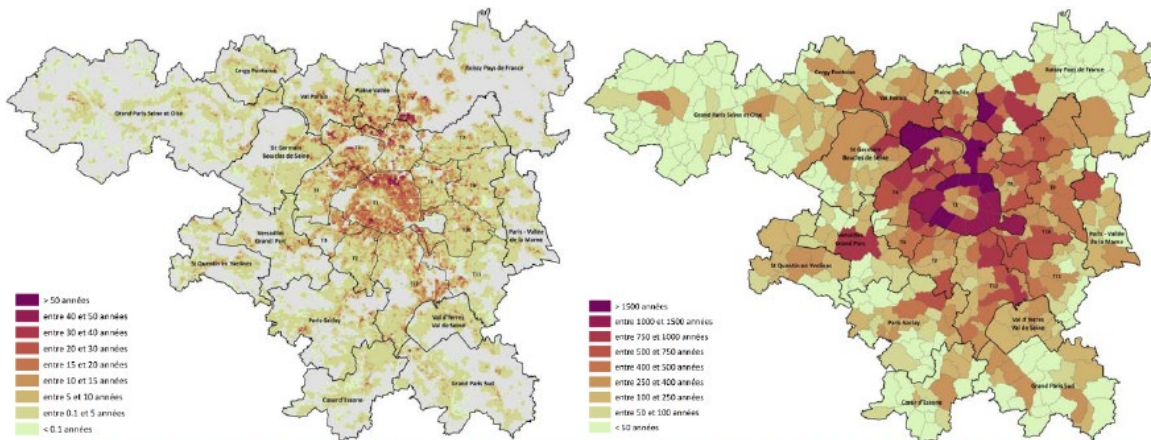 Cergy Pontoise
Roissy Pays de France
Val Parisis
Plaine Vallée
Grand Paris Seine et Oise
St Germain
Boucles de Seine
T1
Versailles
Grand Parc
Paris - Vallée
de la Marne
St Quentin en Yvelines
Paris-Saclay
Val d'Yerres
Val de Seine
Grand Paris Sud
Cœur d'Essonne
> 50 années
entre 40 et 50 années
entre 30 et 40 années
entre 20 et 30 années
entre 15 et 20 années
entre 10 et 15 années
entre 5 et 10 années
entre 0.1 et 5 années
< 0.1 années
Cergy Pontoise
Roissy Pays de France
Val Parisis
Plaine Vallée
Grand Paris Seine et Oise
St Germain
Boucles de Seine
T1
Versailles
Grand Parc
Paris - Vallée
de la Marne
St Quentin en Yvelines
Paris-Saclay
Val d'Yerres
Val de Seine
Grand Paris Sud
Cœur d'Essonne
> 1500 années
entre 1000 et 1500 années
entre 750 et 1000 années
entre 500 et 750 années
entre 400 et 500 années
entre 250 et 400 années
entre 100 et 250 années
entre 50 et 100 années
< 50 années